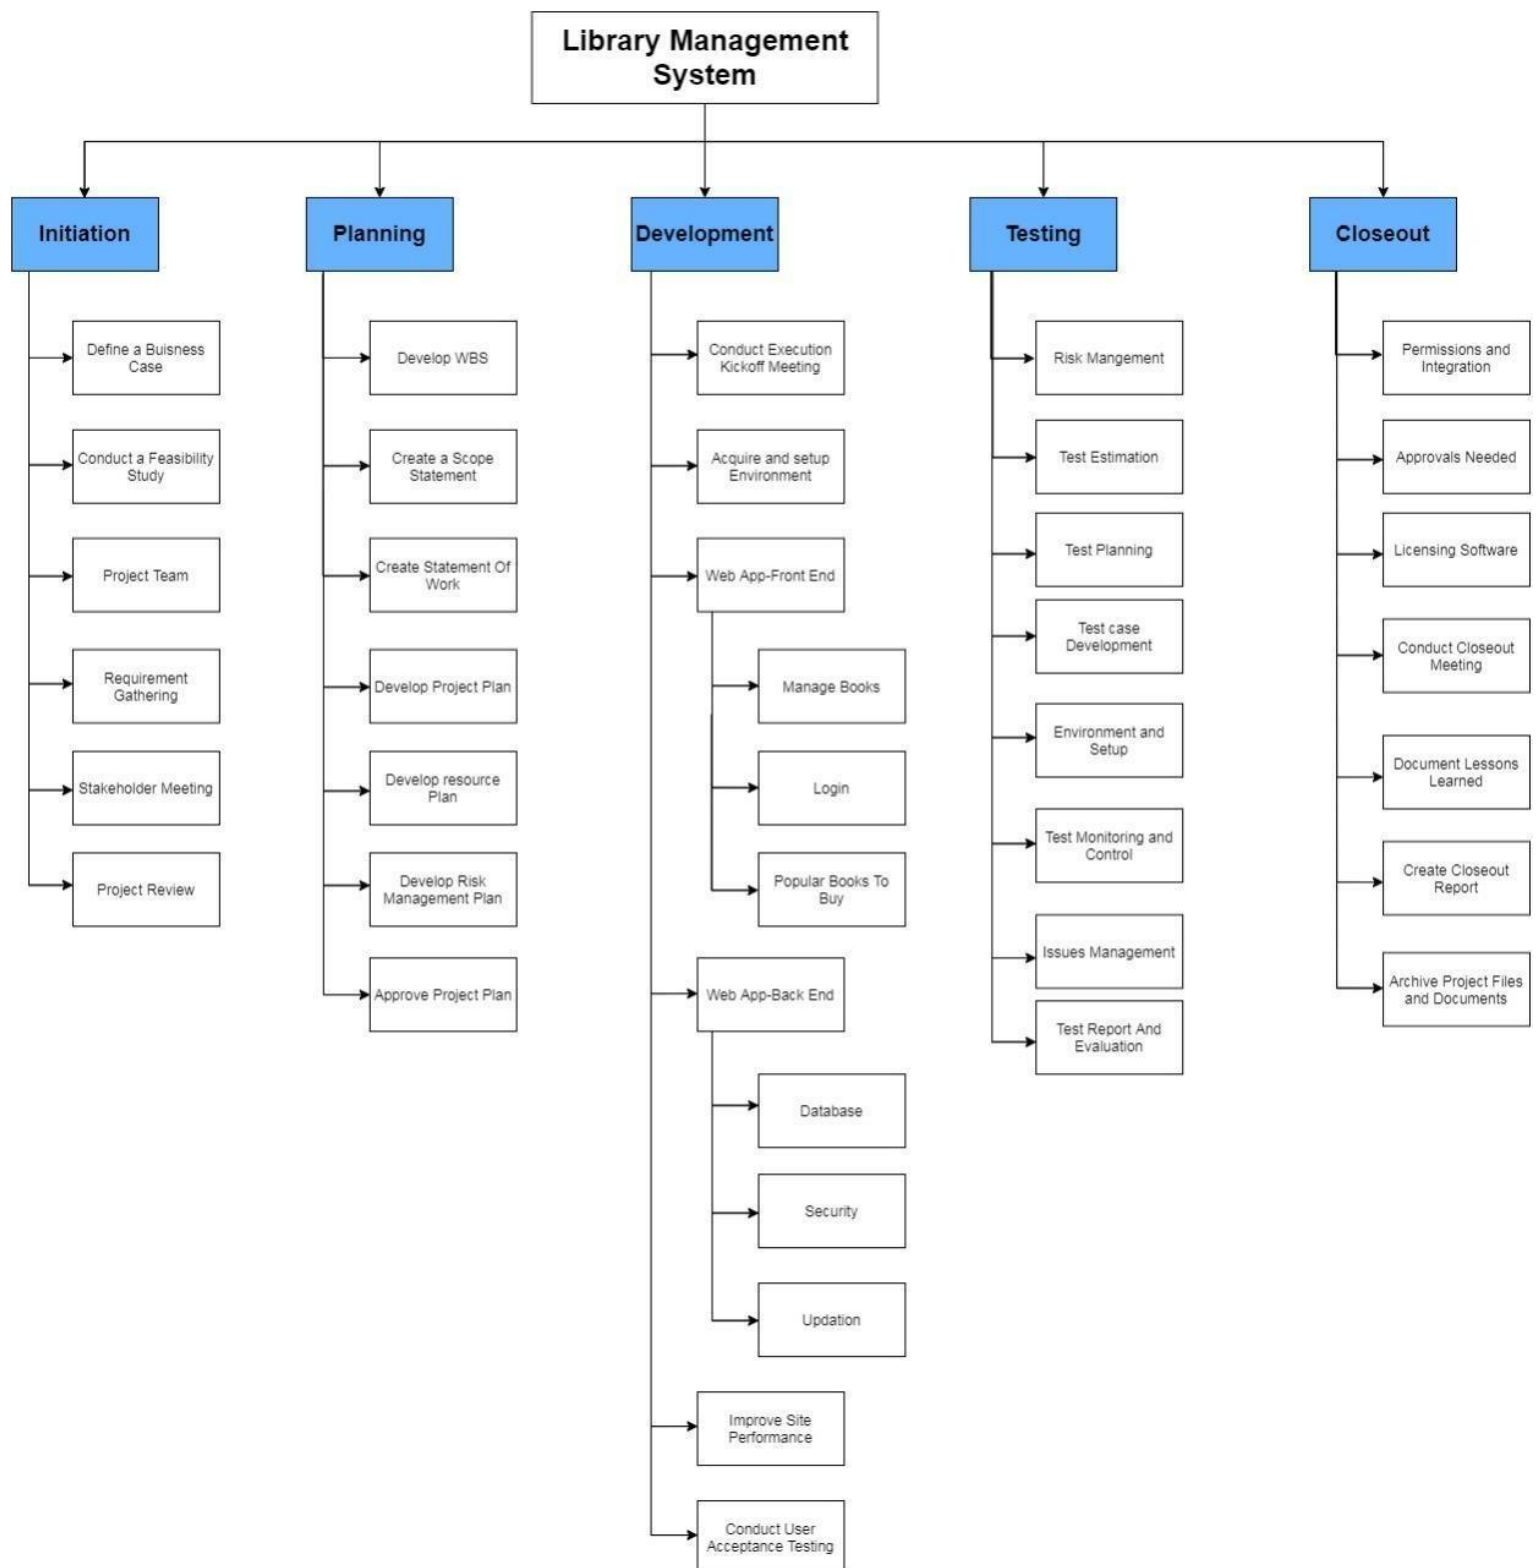 Library Management
System
Initiation
Planning
Development
Testing
Closeout
Define a Buisness
Case
Conduct a Feasibility
Study
Project Team
Requirement
Gathering
Stakeholder Meeting
Project Review
Develop WBS
Create a Scope
Statement
Create Statement Of
Work
Develop Project Plan
Develop resource
Plan
Develop Risk
Management Plan
Approve Project Plan
Conduct Execution
Kickoff Meeting
Acquire and setup
Environment
Web App-Front End
Manage Books
Login
Popular Books To
Buy
Web App-Back End
Database
Security
Updation
Improve Site
Performance
Conduct User
Acceptance Testing
Risk Mangement
Test Estimation
Test Planning
Test case
Development
Environment and
Setup
Test Monitoring and
Control
Issues Management
Test Report And
Evaluation
Permissions and
Integration
Approvals Needed
Licensing Software
Conduct Closeout
Meeting
Document Lessons
Learned
Create Closeout
Report
Archive Project Files
and Documents